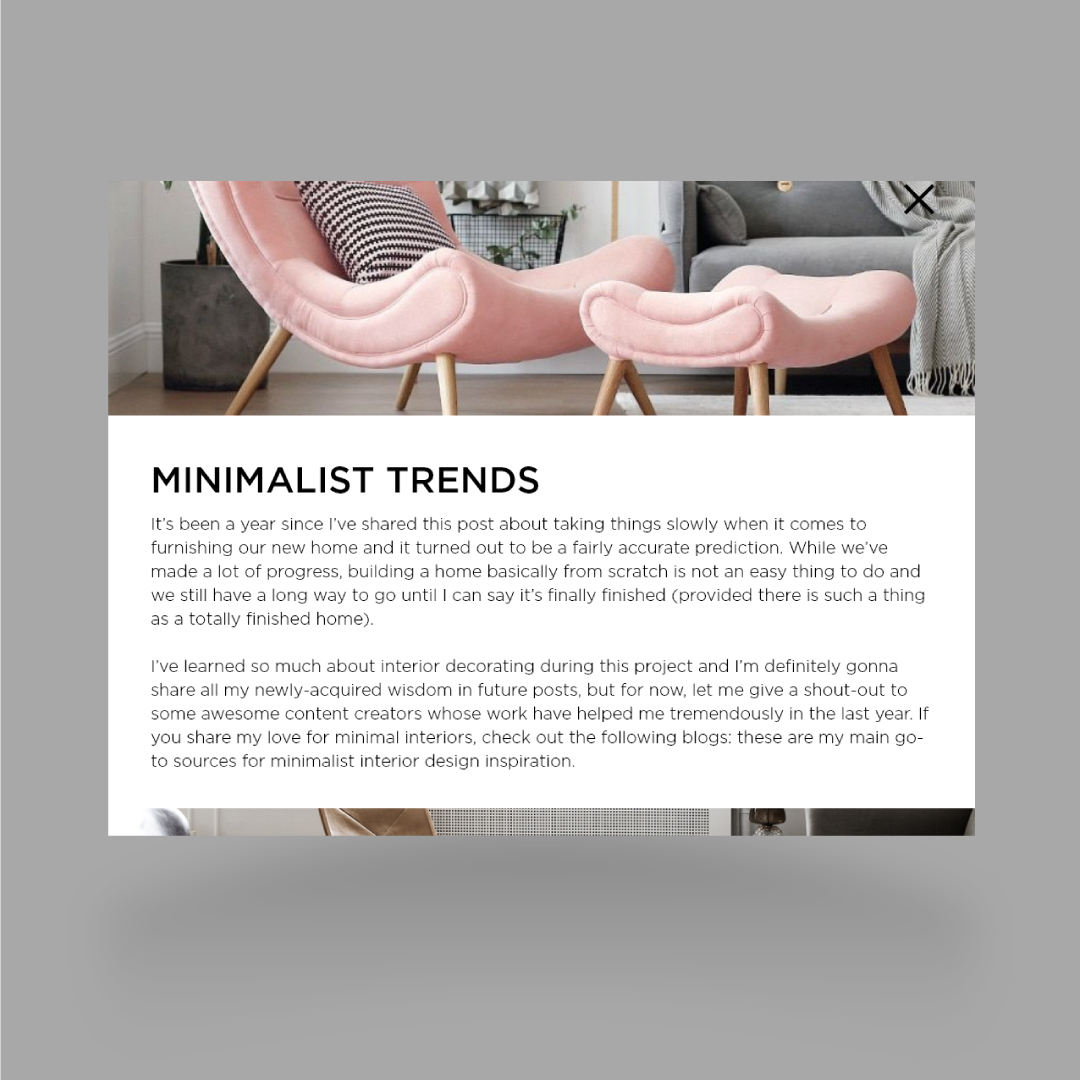 MINIMALIST TRENDS
It's been a year since I've shared this post about taking things slowly when it comes to
furnishing our new home and it turned out to be a fairly accurate prediction. While we've
made a lot of progress, building a home basically from scratch is not an easy thing to do and
we still have a long way to go until I can say it's finally finished (provided there is such a thing
as a totally finished home).
I've learned so much about interior decorating during this project and I'm definitely gonna
share all my newly-acquired wisdom in future posts, but for now, let me give a shout-out to
some awesome content creators whose work have helped me tremendously in the last year. If
you share my love for minimal interiors, check out the following blogs: these are my main go-
to sources for minimalist interior design inspiration.